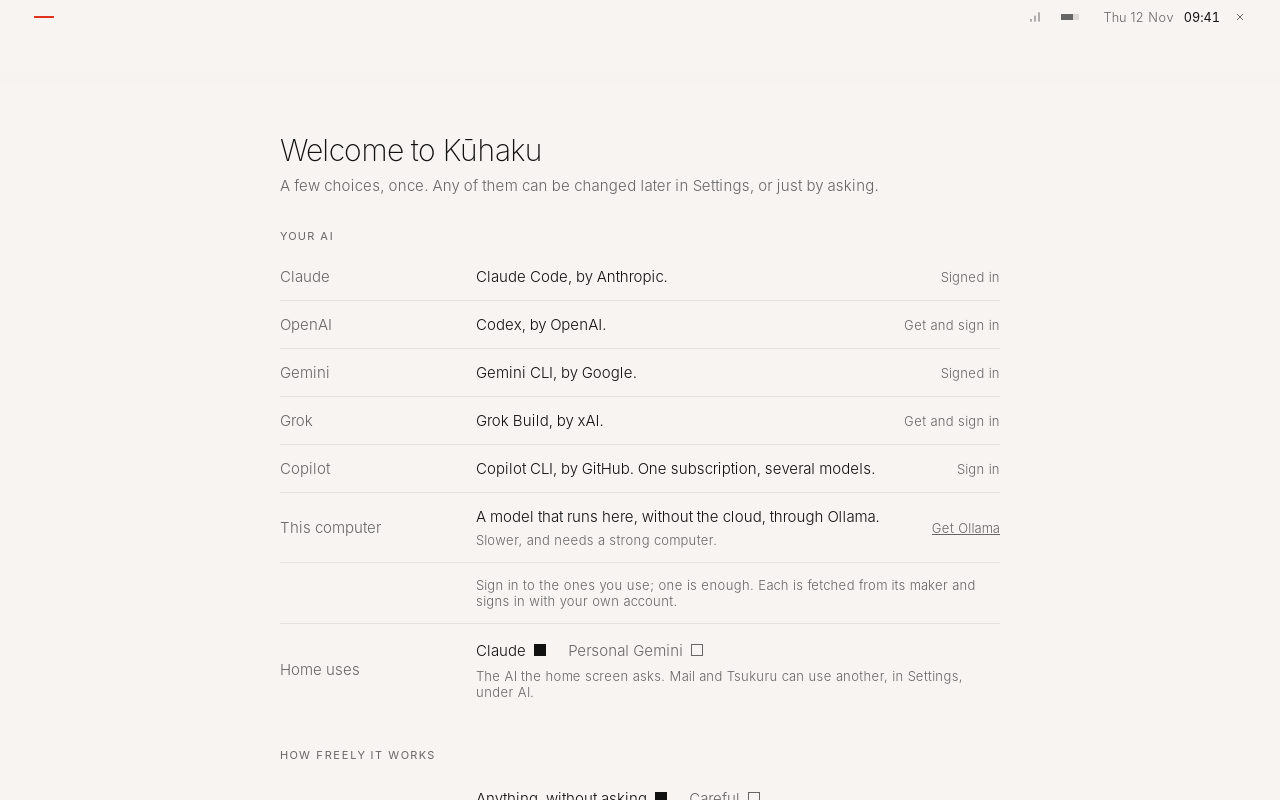 Thu 12 Nov 09:41 ×
Welcome to Kūhaku
A few choices, once. Any of them can be changed later in Settings, or just by asking.
YOUR AI
Claude Claude Code, by Anthropic. Signed in
OpenAI Codex, by OpenAI. Get and sign in
Gemini Gemini CLI, by Google. Signed in
Grok Grok Build, by xAI. Get and sign in
Copilot Copilot CLI, by GitHub. One subscription, several models. Sign in
This computer A model that runs here, without the cloud, through Ollama. Get Ollama
Slower, and needs a strong computer.
Sign in to the ones you use; one is enough. Each is fetched from its maker and
signs in with your own account.
Home uses Claude Personal Gemini
The AI the home screen asks. Mail and Tsukuru can use another, in Settings,
under AI.
HOW FREELY IT WORKS
Anything, without asking Careful